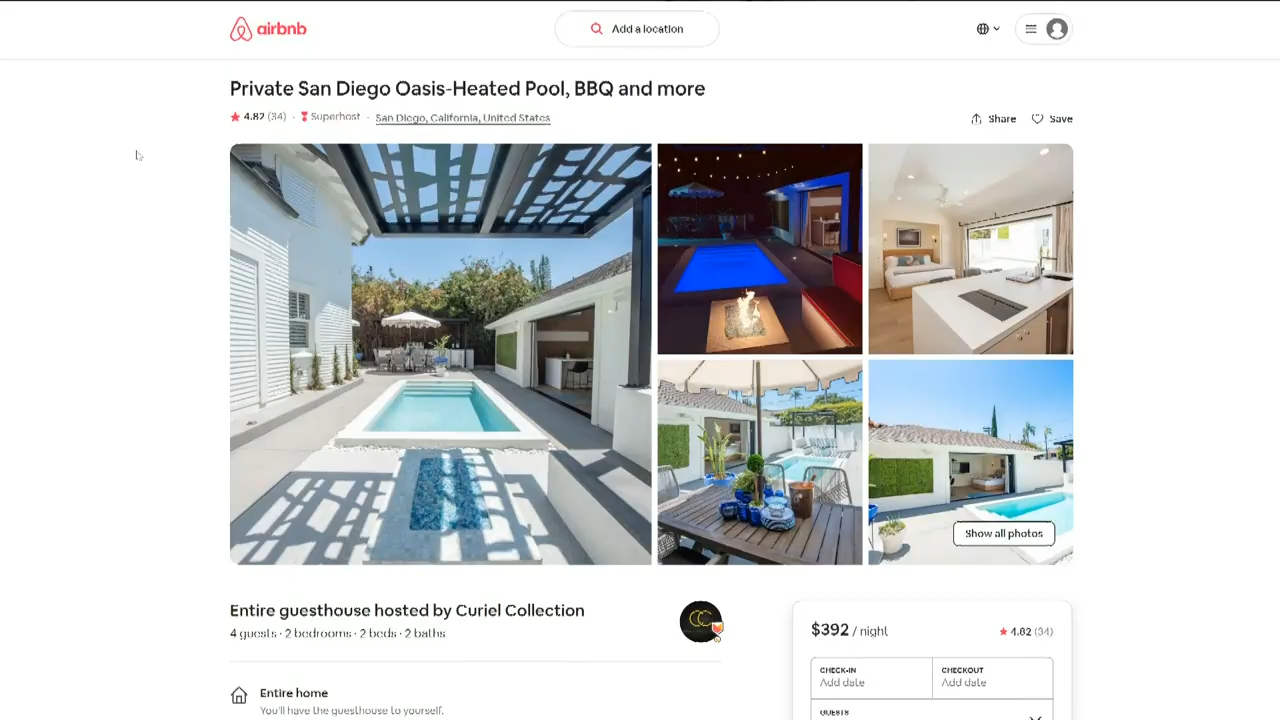 airbnb
Add a location
Private San Diego Oasis-Heated Pool, BBQ and more
4.82 (34) · Superhost · San Diego, California, United States
Share
Save
Show all photos
Entire guesthouse hosted by Curiel Collection
4 guests · 2 bedrooms · 2 beds · 2 baths
CC
$392 / night
4.82 (34)
CHECK-IN
Add date
CHECKOUT
Add date
GUESTS
Entire home
You'll have the guesthouse to yourself.